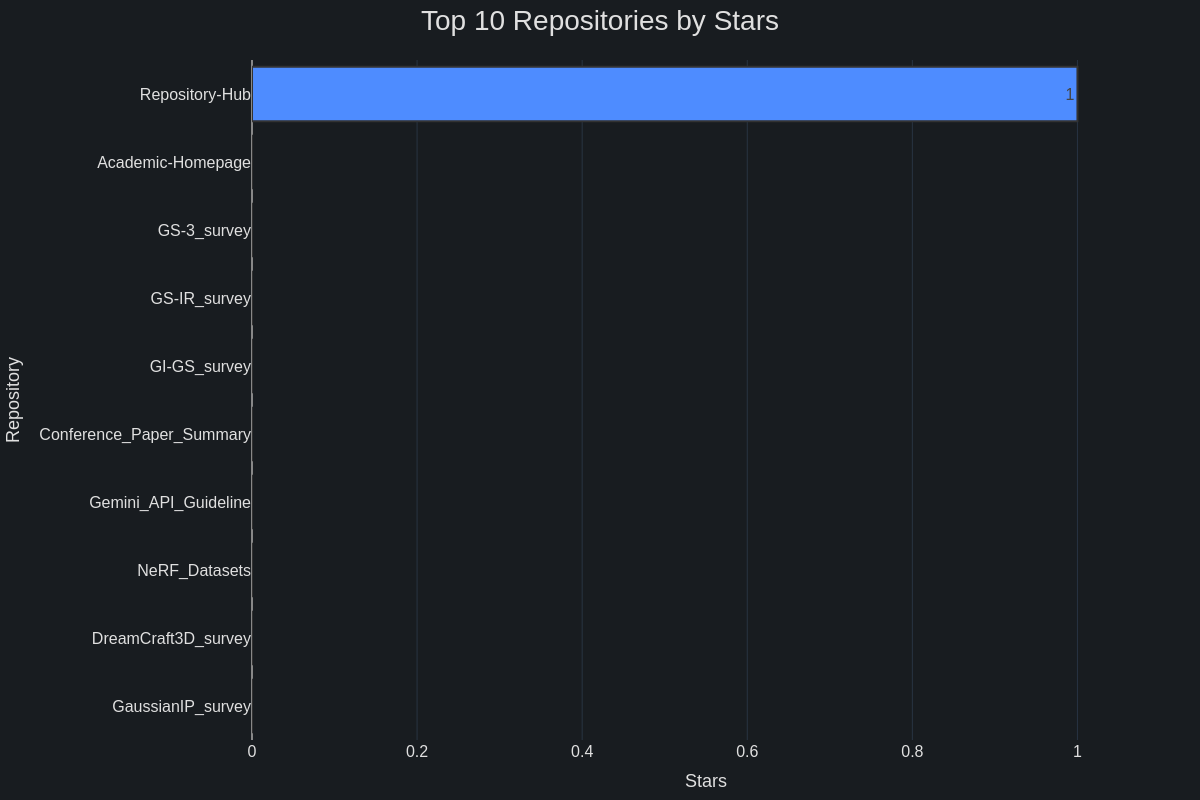 Top 10 Repositories by Stars
Repository-Hub
1
Academic-Homepage
GS-3_survey
GS-IR_survey
GI-GS_survey
Conference_Paper_Summary
Gemini_API_Guideline
NeRF_Datasets
DreamCraft3D_survey
GaussianIP_survey
Repository
0 0.2 0.4 0.6 0.8 1
Stars